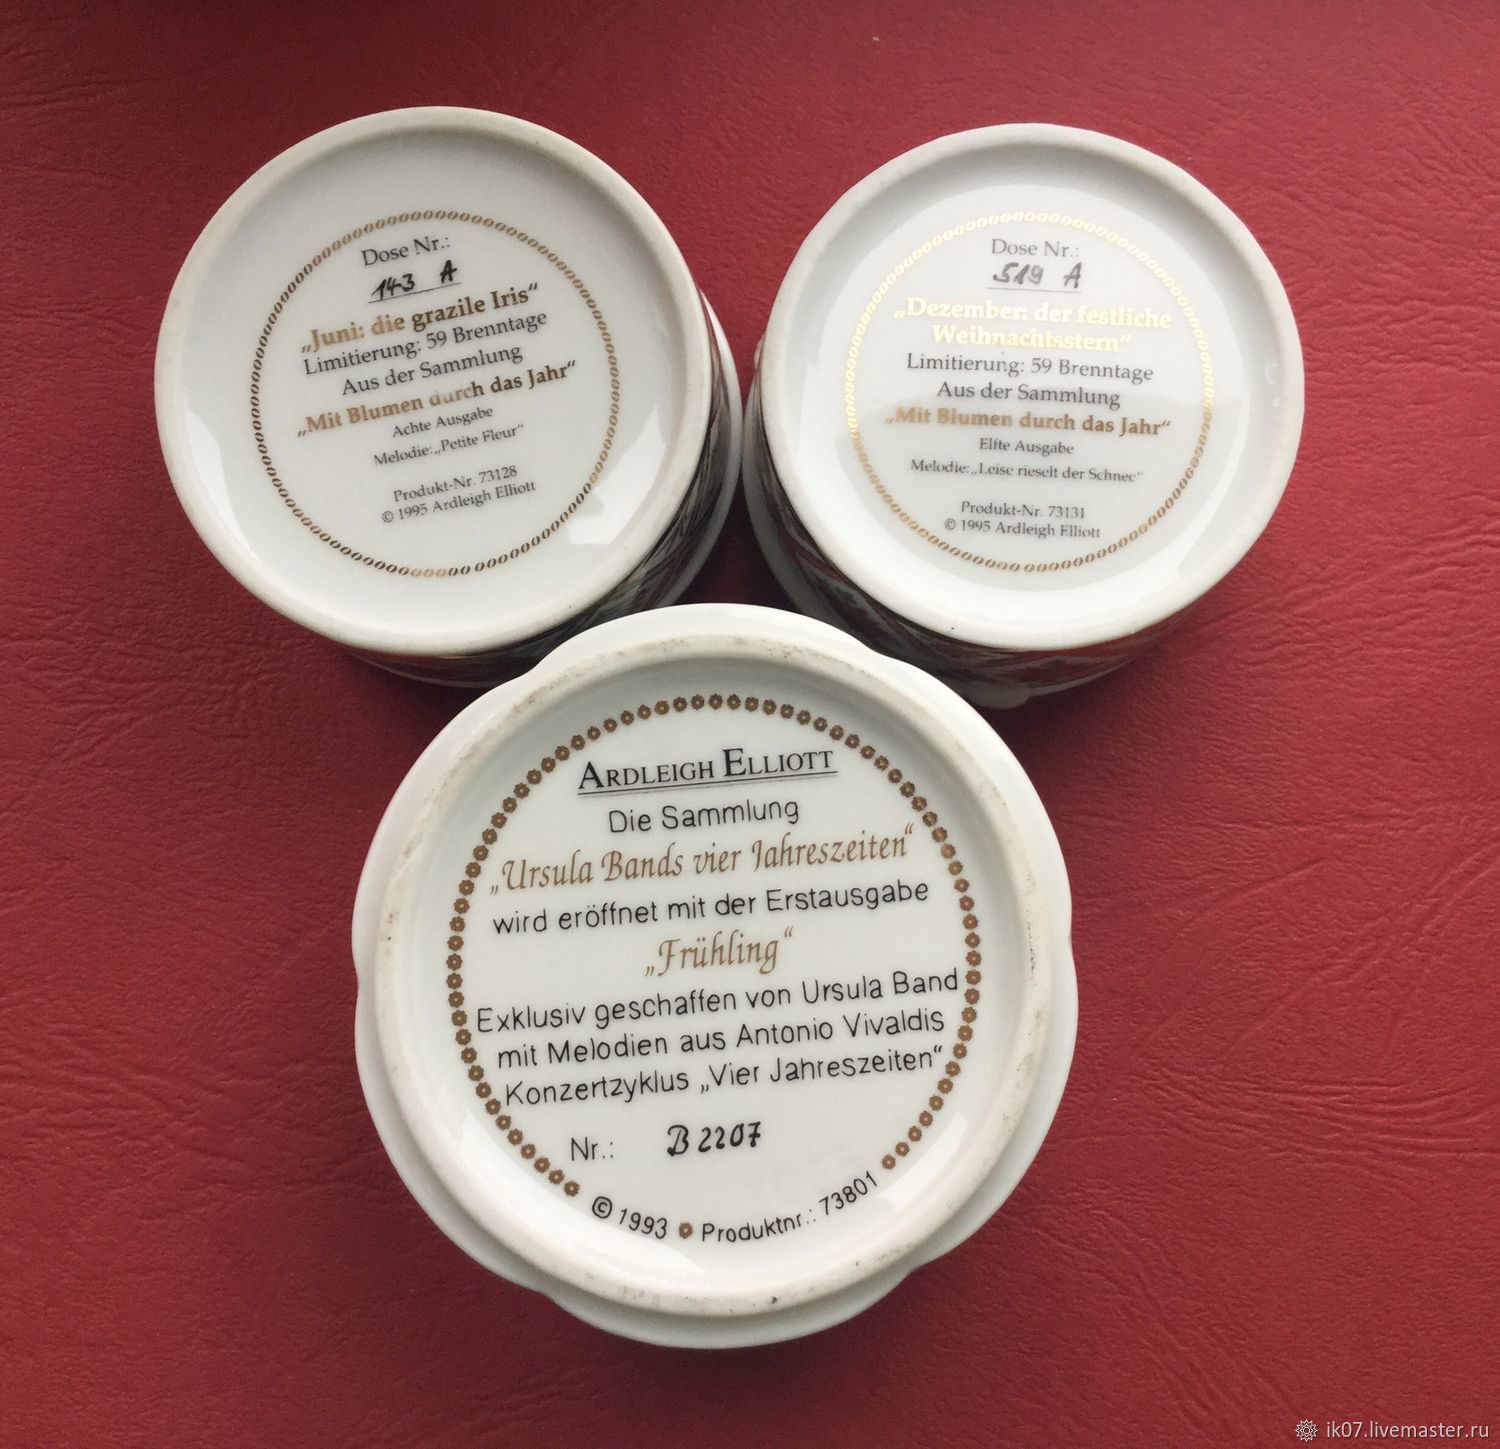 Dose Nr.:
143 A
„Juni: die grazile Iris“
Limitierung: 59 Brenntage
Aus der Sammlung
„Mit Blumen durch das Jahr“
Achte Ausgabe
Melodie:„Petite Fleur“
Produkt-Nr. 73128
© 1995 Ardleigh Elliott
Dose Nr.:
519 A
„Dezember: der festliche
Weihnachtsstern“
Limitierung: 59 Brenntage
Aus der Sammlung
„Mit Blumen durch das Jahr“
Elfte Ausgabe
Melodie:„Leise rieselt der Schnee“
Produkt-Nr. 73131
© 1995 Ardleigh Elliott
ARDLEIGH ELLIOTT
Die Sammlung
„Ursula Bands vier Jahreszeiten“
wird eröffnet mit der Erstausgabe
„Frühling“
Exklusiv geschaffen von Ursula Band
mit Melodien aus Antonio Vivaldis
Konzertzyklus „Vier Jahreszeiten“
Nr.: B 2207
© 1993 Produktnr.: 73801
ik07.livemaster.ru